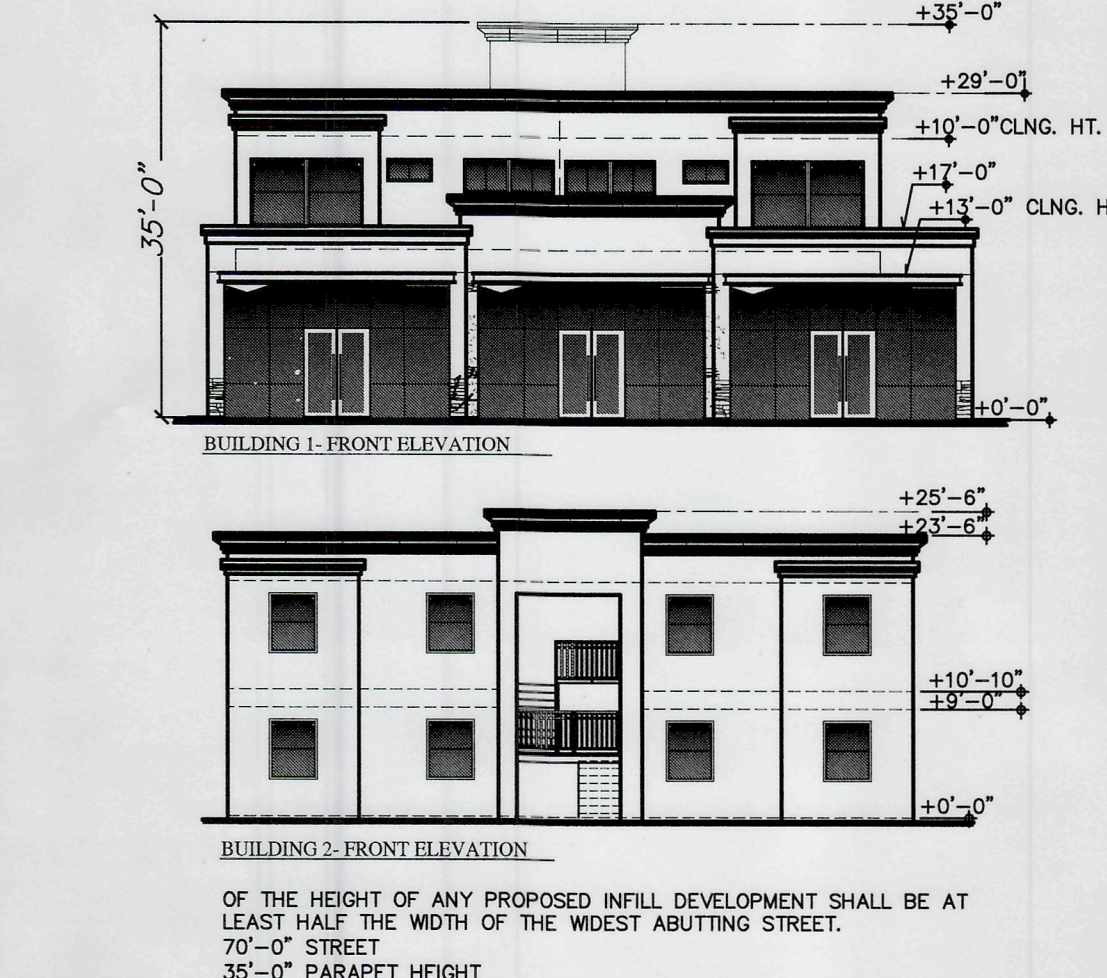 +35'-0"
+29'-0"
+10'-0"CLNG. HT.
+17'-0"
+13'-0" CLNG. H
35'-0"
+0'-0"
BUILDING 1- FRONT ELEVATION
+25'-6"
+23'-6"
+10'-10"
+9'-0"
+0'-0"
BUILDING 2- FRONT ELEVATION
OF THE HEIGHT OF ANY PROPOSED INFILL DEVELOPMENT SHALL BE AT
LEAST HALF THE WIDTH OF THE WIDEST ABUTTING STREET.
70'-0" STREET
35'-0" PARAPET HEIGHT